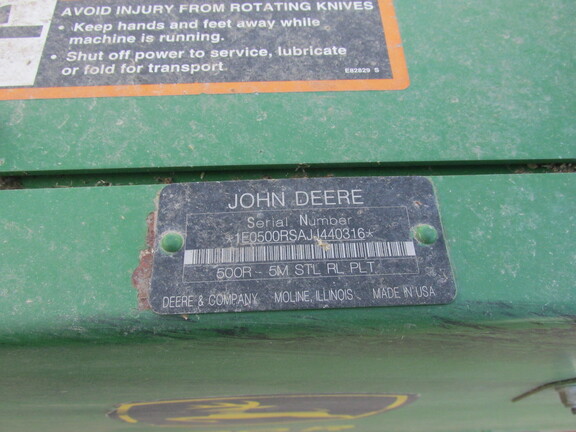 AVOID INJURY FROM ROTATING KNIVES
• Keep hands and feet away while
machine is running.
• Shut off power to service, lubricate
or fold for transport
E82829 S
JOHN DEERE
Serial Number
*1E0500RSAJJ440316*
500R - 5M STL RL PLT
DEERE & COMPANY MOLINE, ILLINOIS MADE IN USA